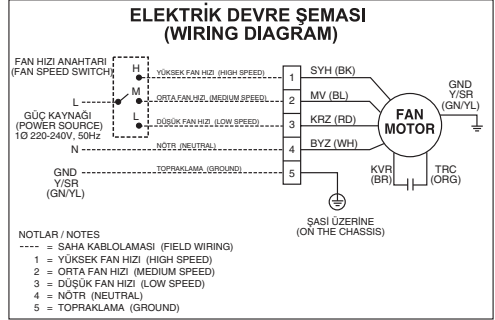 ELEKTRİK DEVRE ŞEMASI
(WIRING DIAGRAM)
FAN HIZI ANAHTARI
(FAN SPEED SWITCH)
H
M
L
YÜKSEK FAN HIZI (HIGH SPEED)
ORTA FAN HIZI (MEDIUM SPEED)
DÜŞÜK FAN HIZI (LOW SPEED)
NÖTR (NEUTRAL)
TOPRAKLAMA (GROUND)
L
GÜÇ KAYNAĞI
(POWER SOURCE)
1Ø 220-240V, 50Hz
N
GND
Y/SR
(GN/YL)
1
2
3
4
5
SYH (BK)
MV (BL)
KRZ (RD)
BYZ (WH)
FAN
MOTOR
GND
Y/SR
(GN/YL)
KVR
(BR)
TRC
(ORG)
ŞASİ ÜZERİNE
(ON THE CHASSIS)
NOTLAR / NOTES
---- = SAHA KABLOLAMASI (FIELD WIRING)
1 = YÜKSEK FAN HIZI (HIGH SPEED)
2 = ORTA FAN HIZI (MEDIUM SPEED)
3 = DÜŞÜK FAN HIZI (LOW SPEED)
4 = NÖTR (NEUTRAL)
5 = TOPRAKLAMA (GROUND)